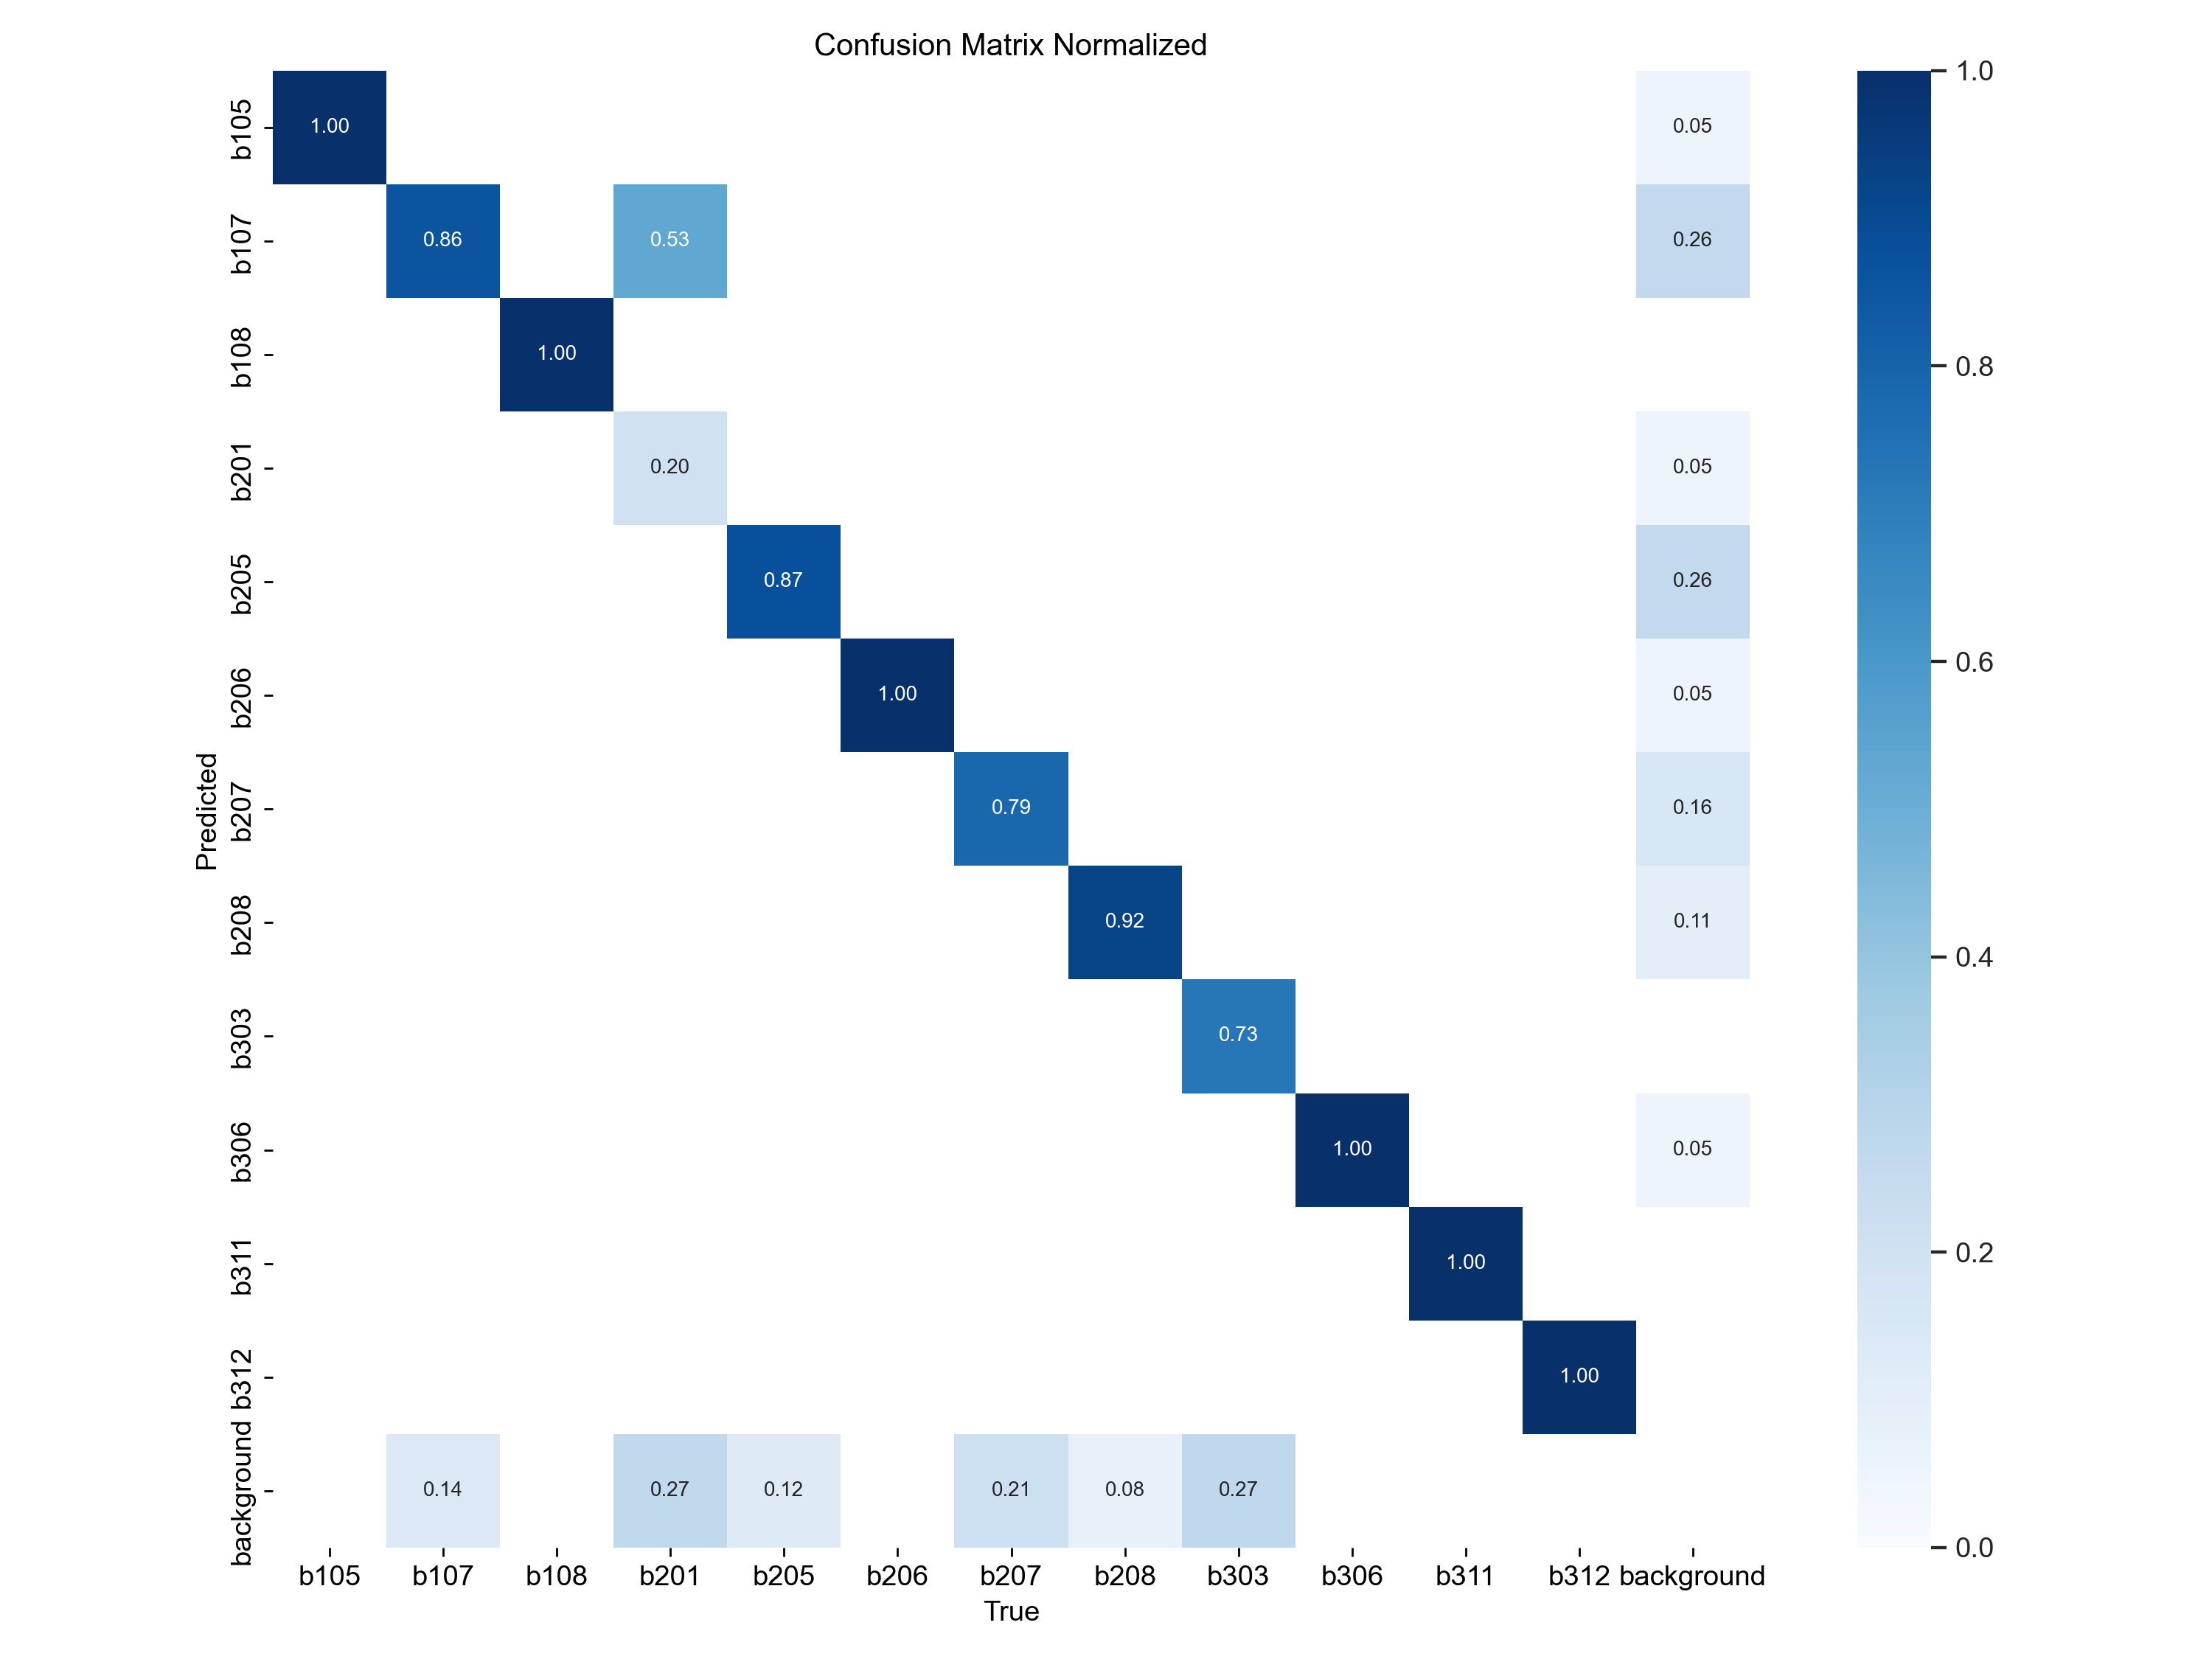 Confusion Matrix Normalized
b105 1.00 0.05 1.0
b107 0.86 0.53 0.26
b108 1.00 0.8
b201 0.20 0.05
b205 0.87 0.26
b206 1.00 0.05 0.6
Predicted
b207 0.79 0.16
b208 0.92 0.11 0.4
b303 0.73
b306 1.00 0.05
b311 1.00 0.2
b312 1.00
background 0.14 0.27 0.12 0.21 0.08 0.27 0.0
b105 b107 b108 b201 b205 b206 b207 b208 b303 b306 b311 b312 background
True